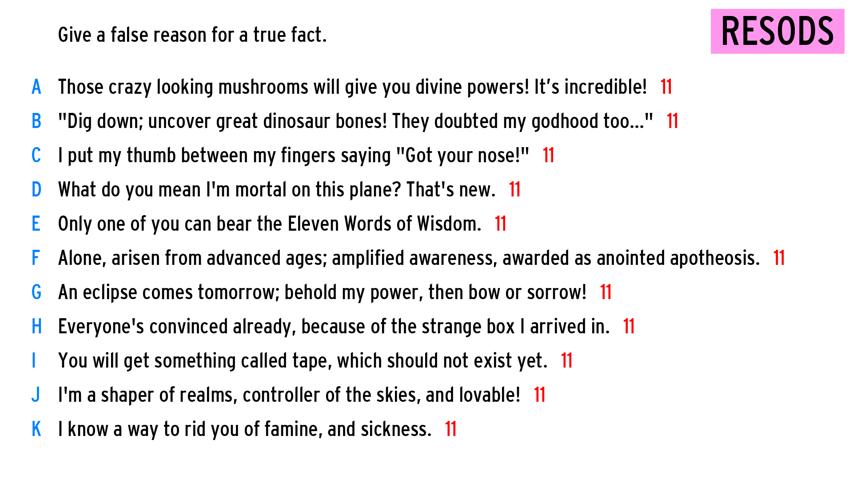 Give a false reason for a true fact.
RESODS
A Those crazy looking mushrooms will give you divine powers! It’s incredible! 11
B "Dig down; uncover great dinosaur bones! They doubted my godhood too..." 11
C I put my thumb between my fingers saying "Got your nose!" 11
D What do you mean I'm mortal on this plane? That's new. 11
E Only one of you can bear the Eleven Words of Wisdom. 11
F Alone, arisen from advanced ages; amplified awareness, awarded as anointed apotheosis. 11
G An eclipse comes tomorrow; behold my power, then bow or sorrow! 11
H Everyone's convinced already, because of the strange box I arrived in. 11
I You will get something called tape, which should not exist yet. 11
J I'm a shaper of realms, controller of the skies, and lovable! 11
K I know a way to rid you of famine, and sickness. 11